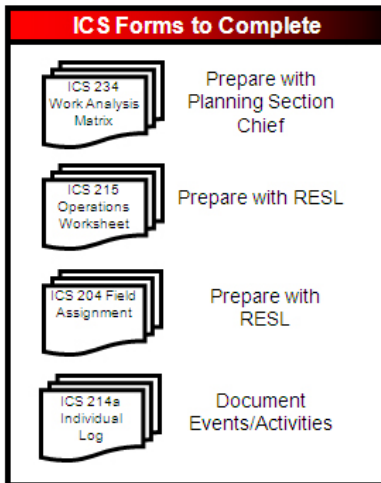 ICS Forms to Complete
ICS 234
Work Analysis
Matrix
Prepare with
Planning Section
Chief
ICS 215
Operations
Worksheet
Prepare with RESL
ICS 204 Field
Assignment
Prepare with
RESL
ICS 214a
Individual
Log
Document
Events/Activities